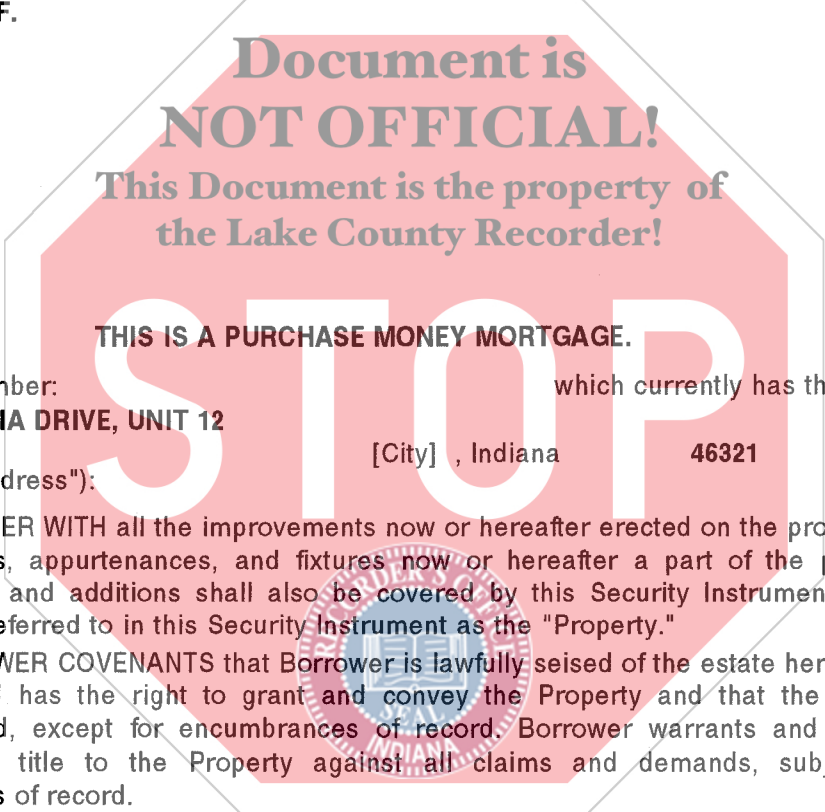 F.
Document is
NOT OFFICIAL!
This Document is the property of
the Lake County Recorder!
STOP
THIS IS A PURCHASE MONEY MORTGAGE.
nber: which currently has th
IA DRIVE, UNIT 12
[City] , Indiana 46321
dress"):
ER WITH all the improvements now or hereafter erected on the pro
s, appurtenances, and fixtures now or hereafter a part of the p
and additions shall also be covered by this Security Instrumen
eferred to in this Security Instrument as the "Property."
WER COVENANTS that Borrower is lawfully seised of the estate her
has the right to grant and convey the Property and that the
d, except for encumbrances of record. Borrower warrants and
title to the Property against all claims and demands, sub
s of record.
RECORDER'S OFFICE
SEAL
INDIANA